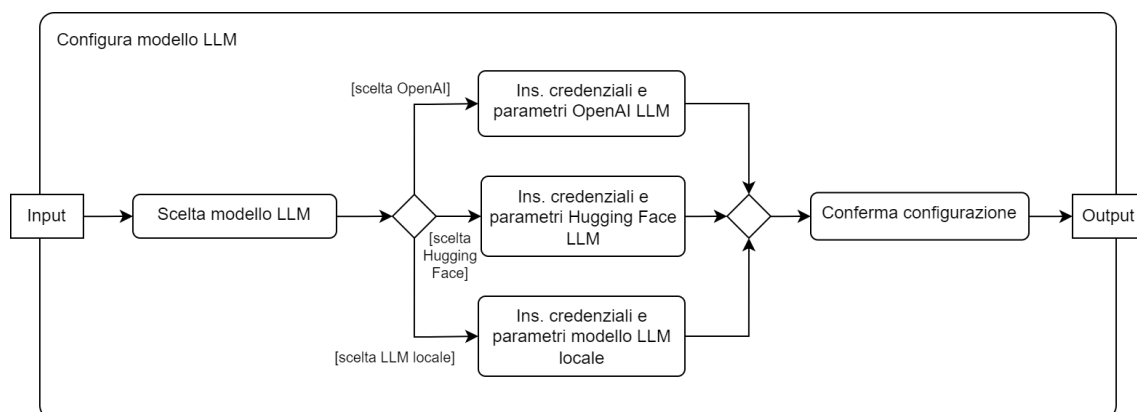 Configura modello LLM
[scelta OpenAI]
Ins. credenziali e
parametri OpenAI LLM
Input
Scelta modello LLM
[scelta
Hugging
Face]
Ins. credenziali e
parametri Hugging Face
LLM
Conferma configurazione
Output
[scelta LLM locale]
Ins. credenziali e
parametri modello LLM
locale